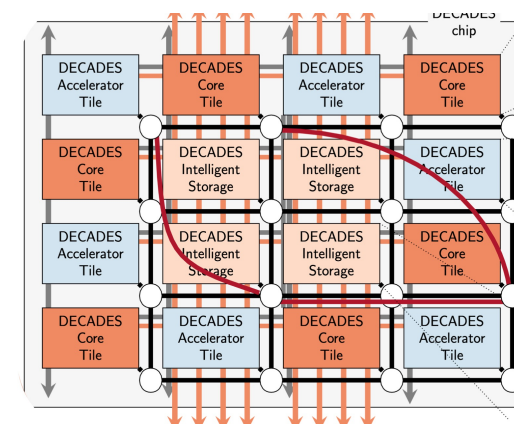 DECADES
chip
DECADES
Accelerator
Tile
DECADES
Core
Tile
DECADES
Accelerator
Tile
DECADES
Core
Tile
DECADES
Core
Tile
DECADES
Intelligent
Storage
DECADES
Intelligent
Storage
DECADES
Accelerator
Tile
DECADES
Accelerator
Tile
DECADES
Intelligent
Storage
DECADES
Intelligent
Storage
DECADES
Core
Tile
DECADES
Core
Tile
DECADES
Accelerator
Tile
DECADES
Core
Tile
DECADES
Accelerator
Tile